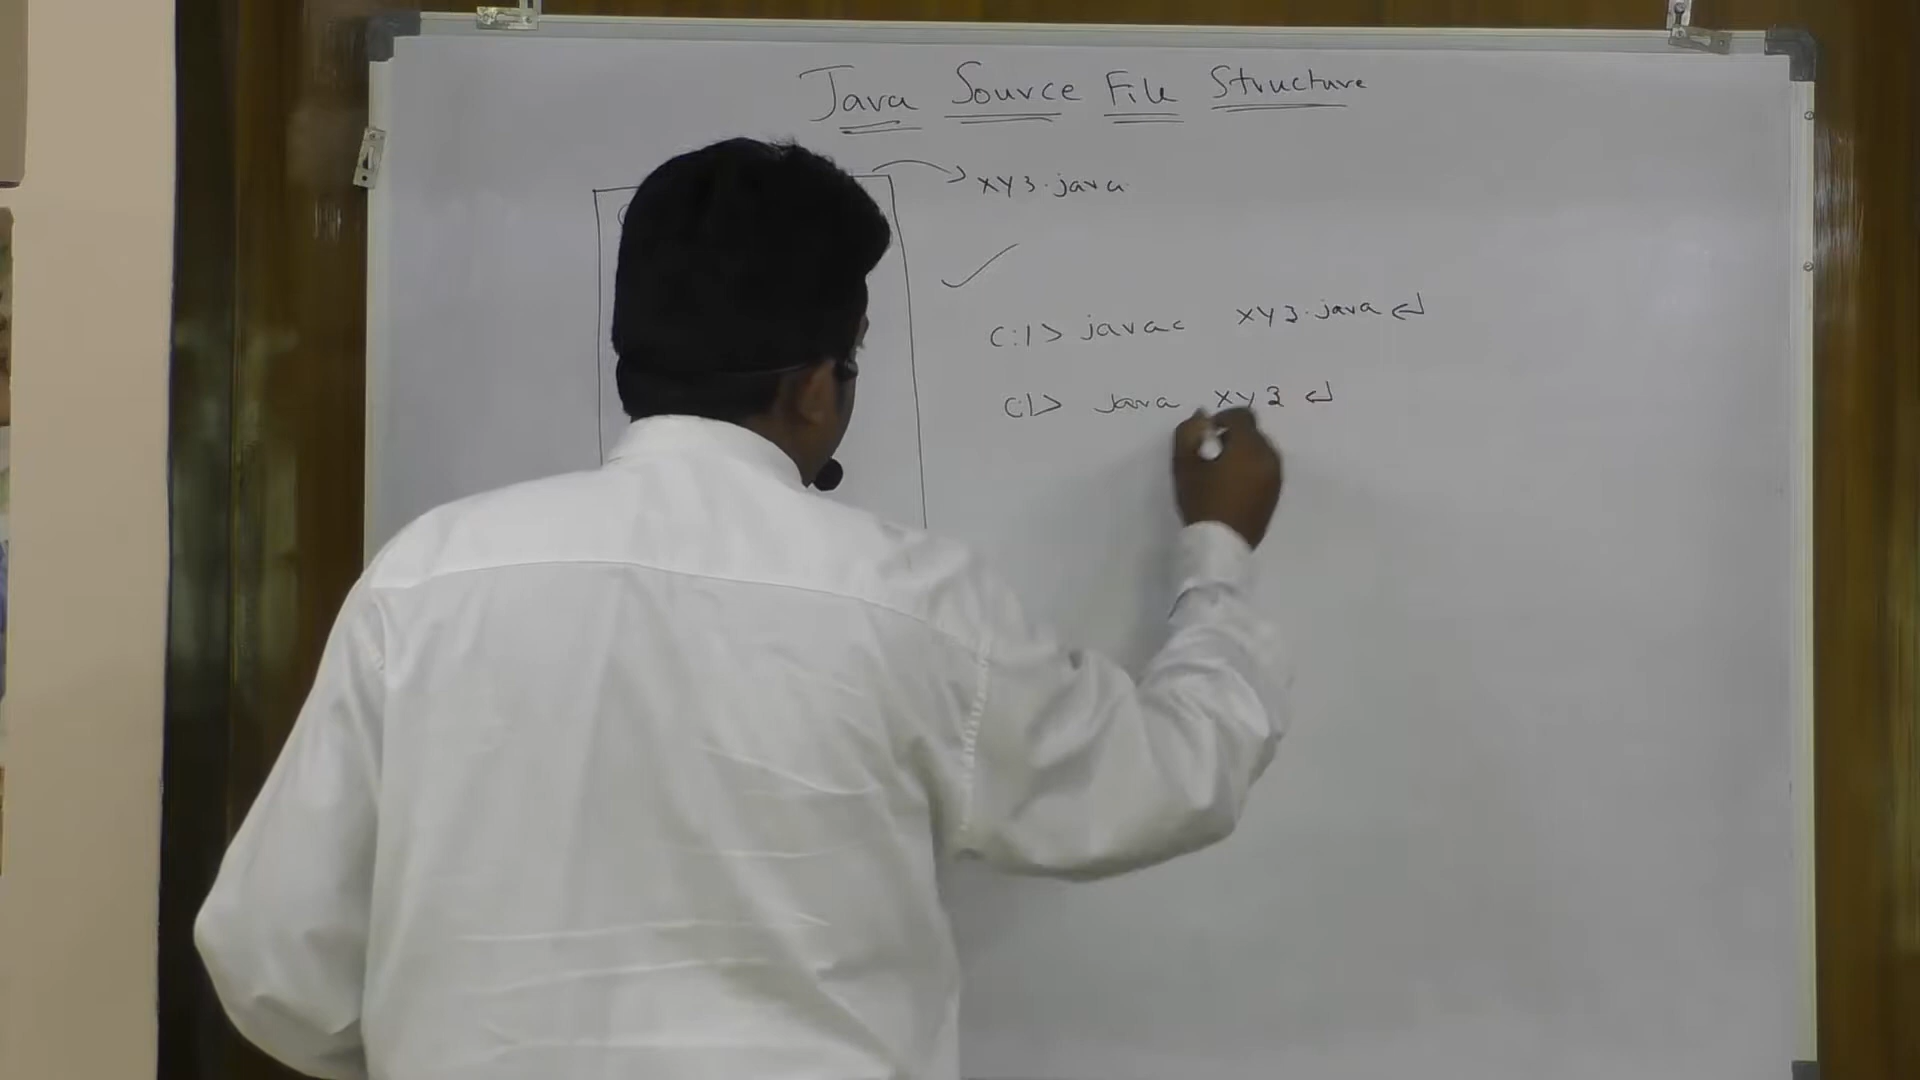 Java Source File Structure
xyz.java
C:\> javac xyz.java ↵
C:\> java xyz ↵